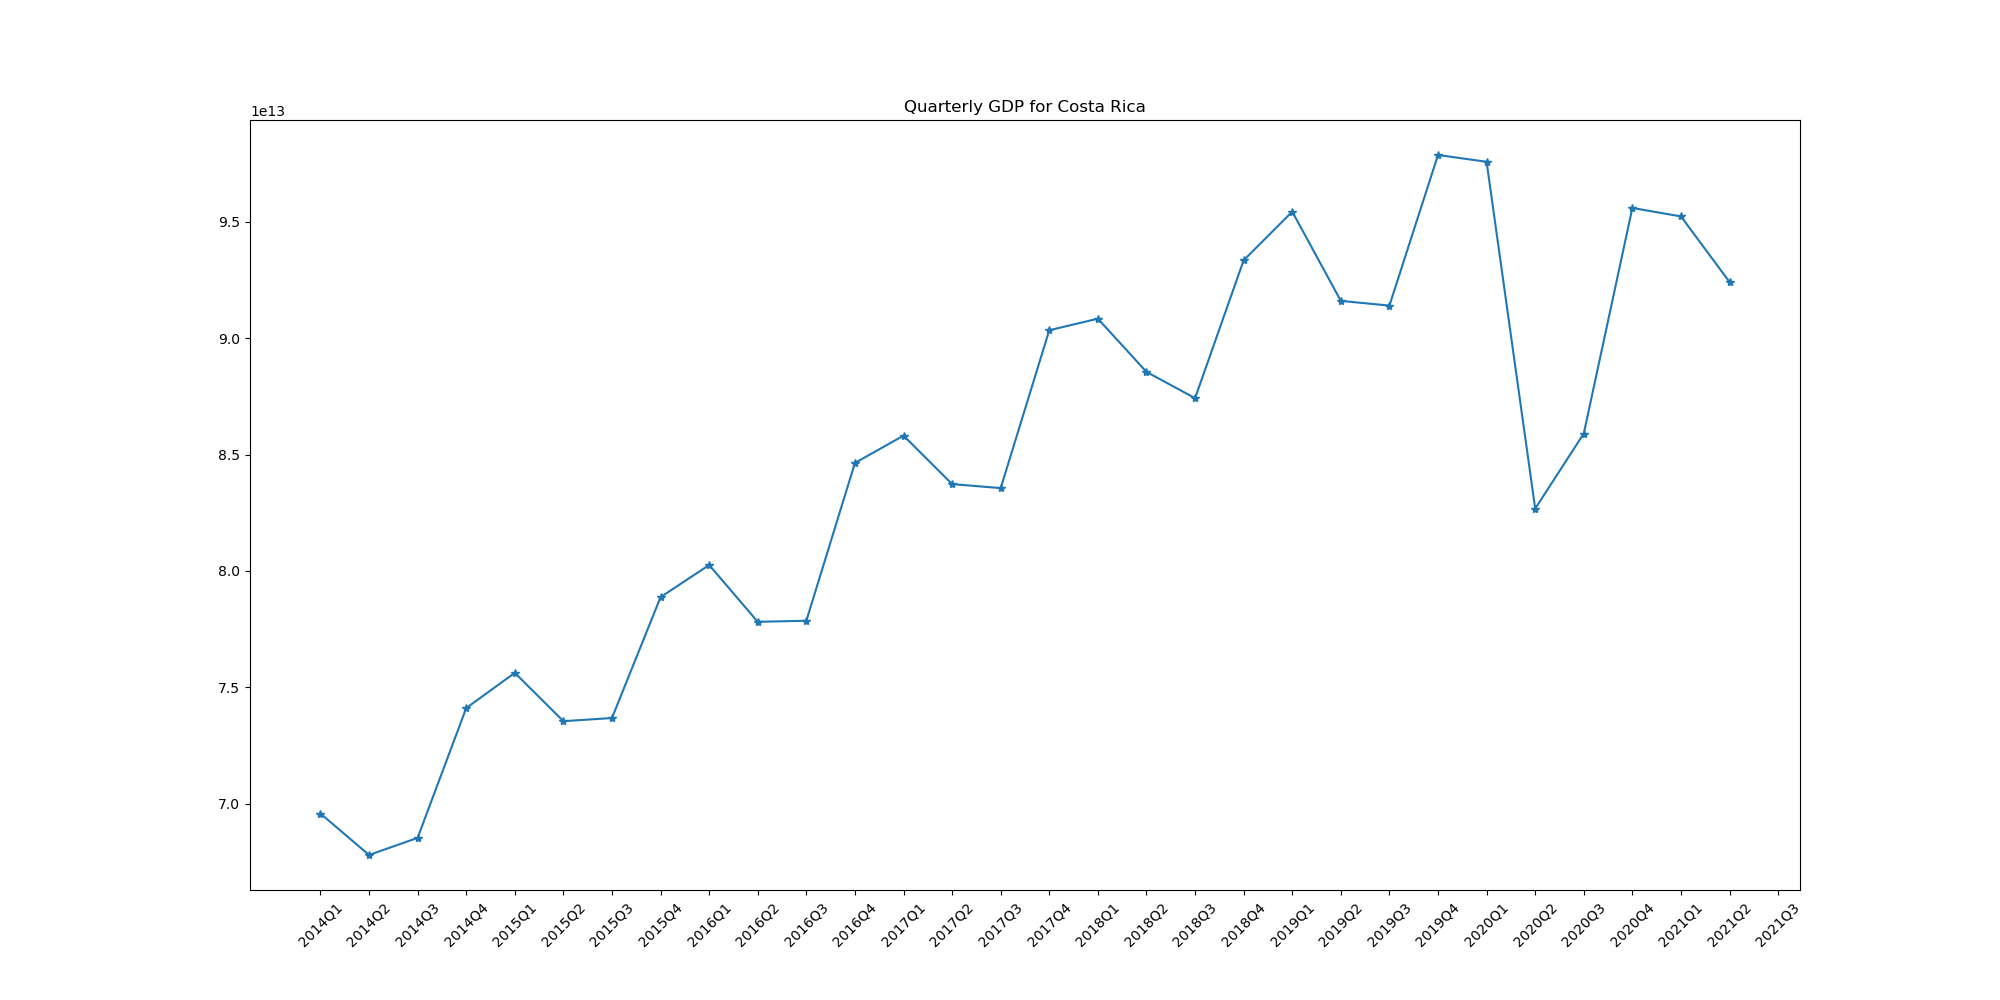 Quarterly GDP for Costa Rica
1e13
9.5
9.0
8.5
8.0
7.5
7.0
2014Q1
2014Q2
2014Q3
2014Q4
2015Q1
2015Q2
2015Q3
2015Q4
2016Q1
2016Q2
2016Q3
2016Q4
2017Q1
2017Q2
2017Q3
2017Q4
2018Q1
2018Q2
2018Q3
2018Q4
2019Q1
2019Q2
2019Q3
2019Q4
2020Q1
2020Q2
2020Q3
2020Q4
2021Q1
2021Q2
2021Q3